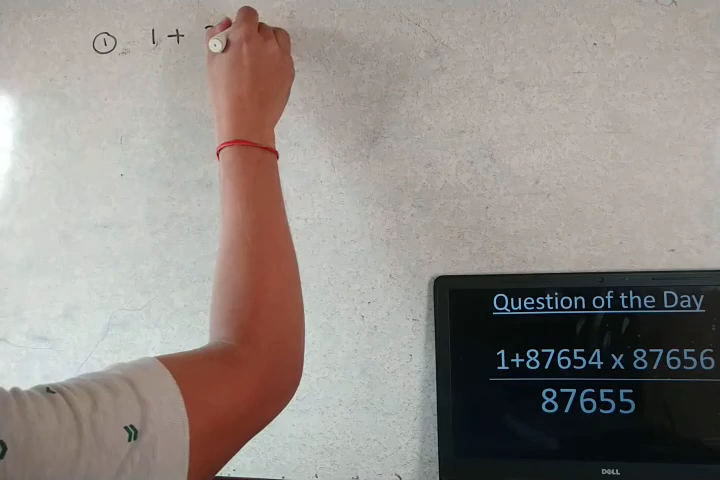 ① 1 +
Question of the Day
1+87654 x 87656
87655
DELL